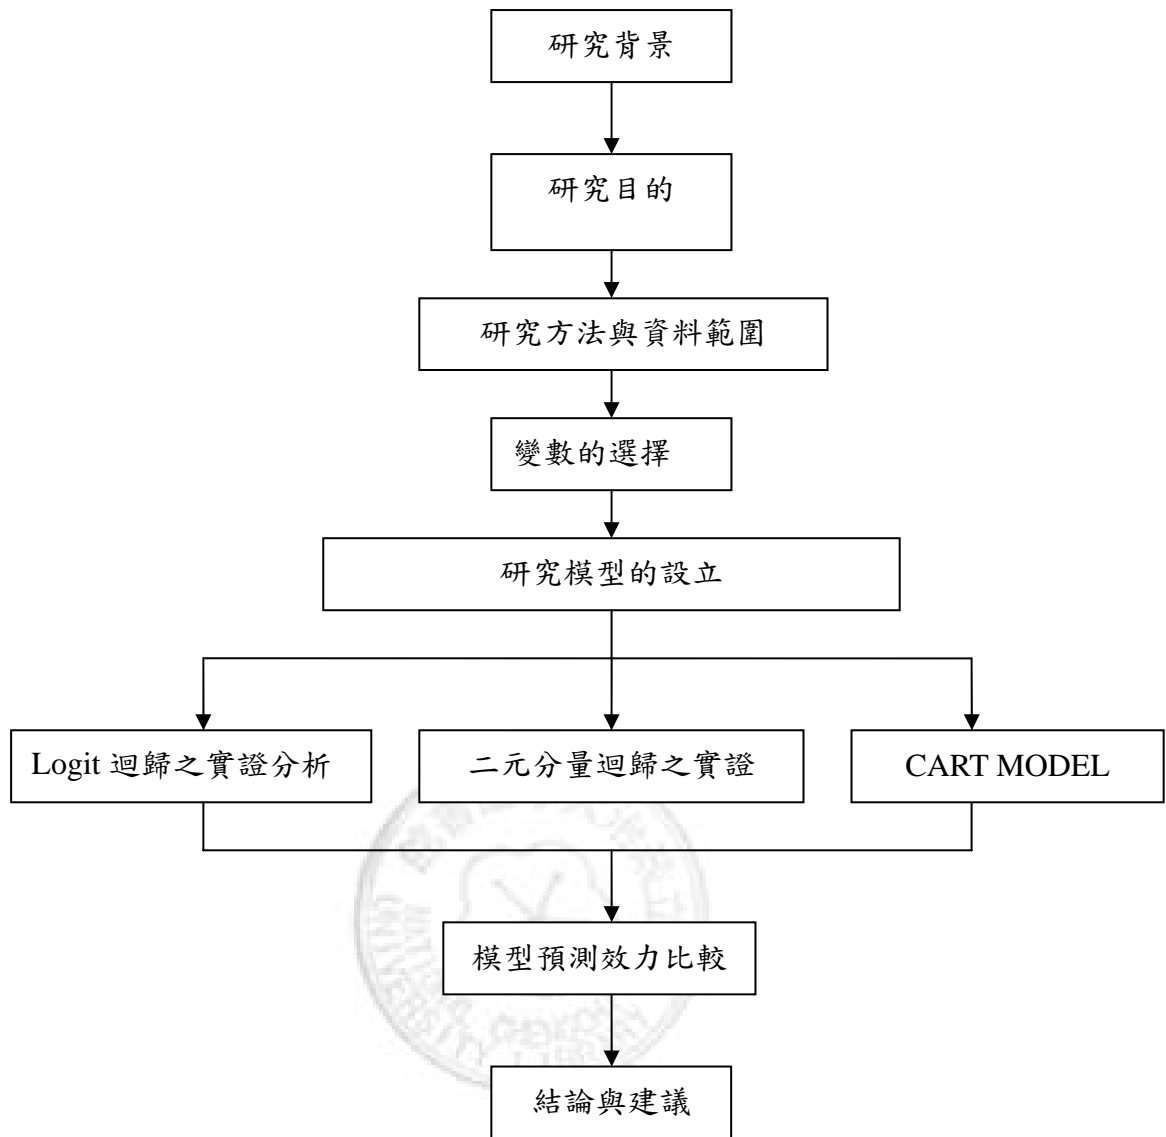 研究背景
研究目的
研究方法與資料範圍
變數的選擇
研究模型的設立
Logit 迴歸之實證分析
二元分量迴歸之實證
CART MODEL
模型預測效力比較
結論與建議